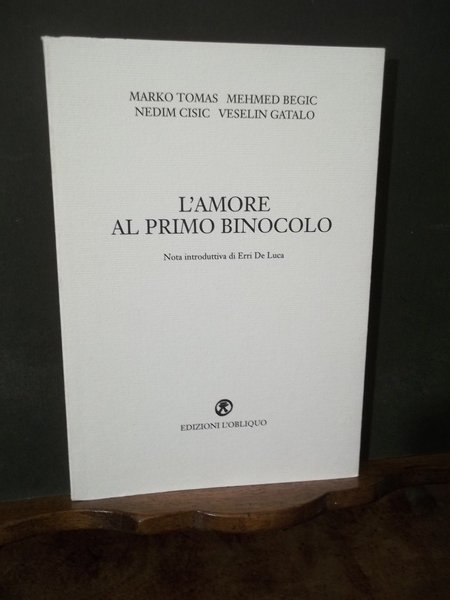 MARKO TOMAS MEHMED BEGIC
NEDIM CISIC VESELIN GATALO
L'AMORE
AL PRIMO BINOCOLO
Nota introduttiva di Erri De Luca
EDIZIONI L'OBLIQUO